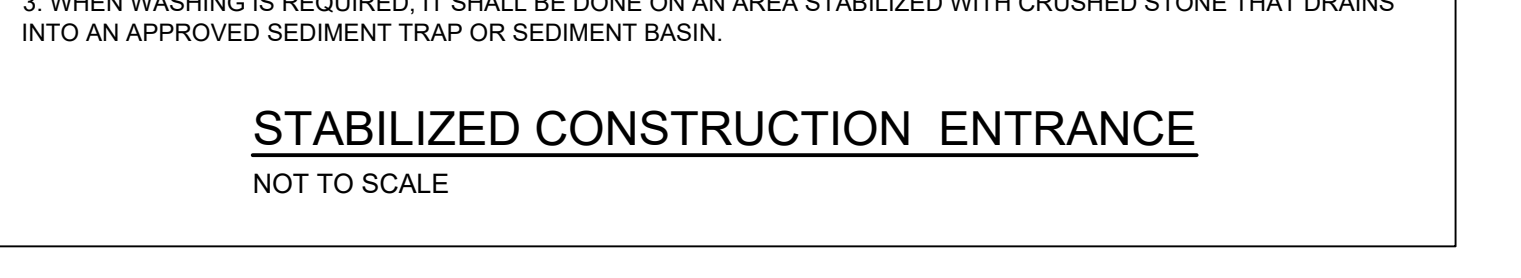 3. WHEN WASHING IS REQUIRED, IT SHALL BE DONE ON AN AREA STABILIZED WITH CRUSHED STONE THAT DRAINS
INTO AN APPROVED SEDIMENT TRAP OR SEDIMENT BASIN.
STABILIZED CONSTRUCTION  ENTRANCE
NOT TO SCALE